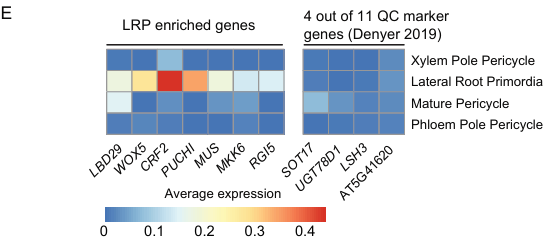 E
LRP enriched genes
4 out of 11 QC marker
genes (Denyer 2019)
Xylem Pole Pericycle
Lateral Root Primordia
Mature Pericycle
Phloem Pole Pericycle
LBD29 WOX5 CRF2 PUCHI MUS MKK6 RGI5 SOT17 UGT78D1 LSH3 AT5G41620
Average expression
0 0.1 0.2 0.3 0.4